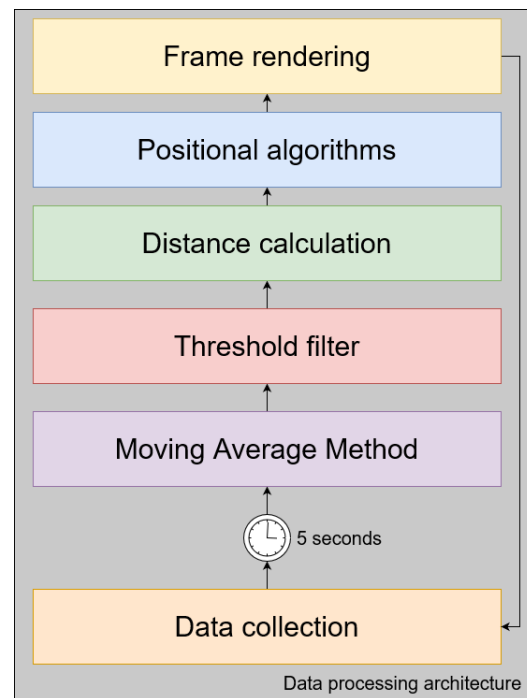 Frame rendering
Positional algorithms
Distance calculation
Threshold filter
Moving Average Method
5 seconds
Data collection
Data processing architecture